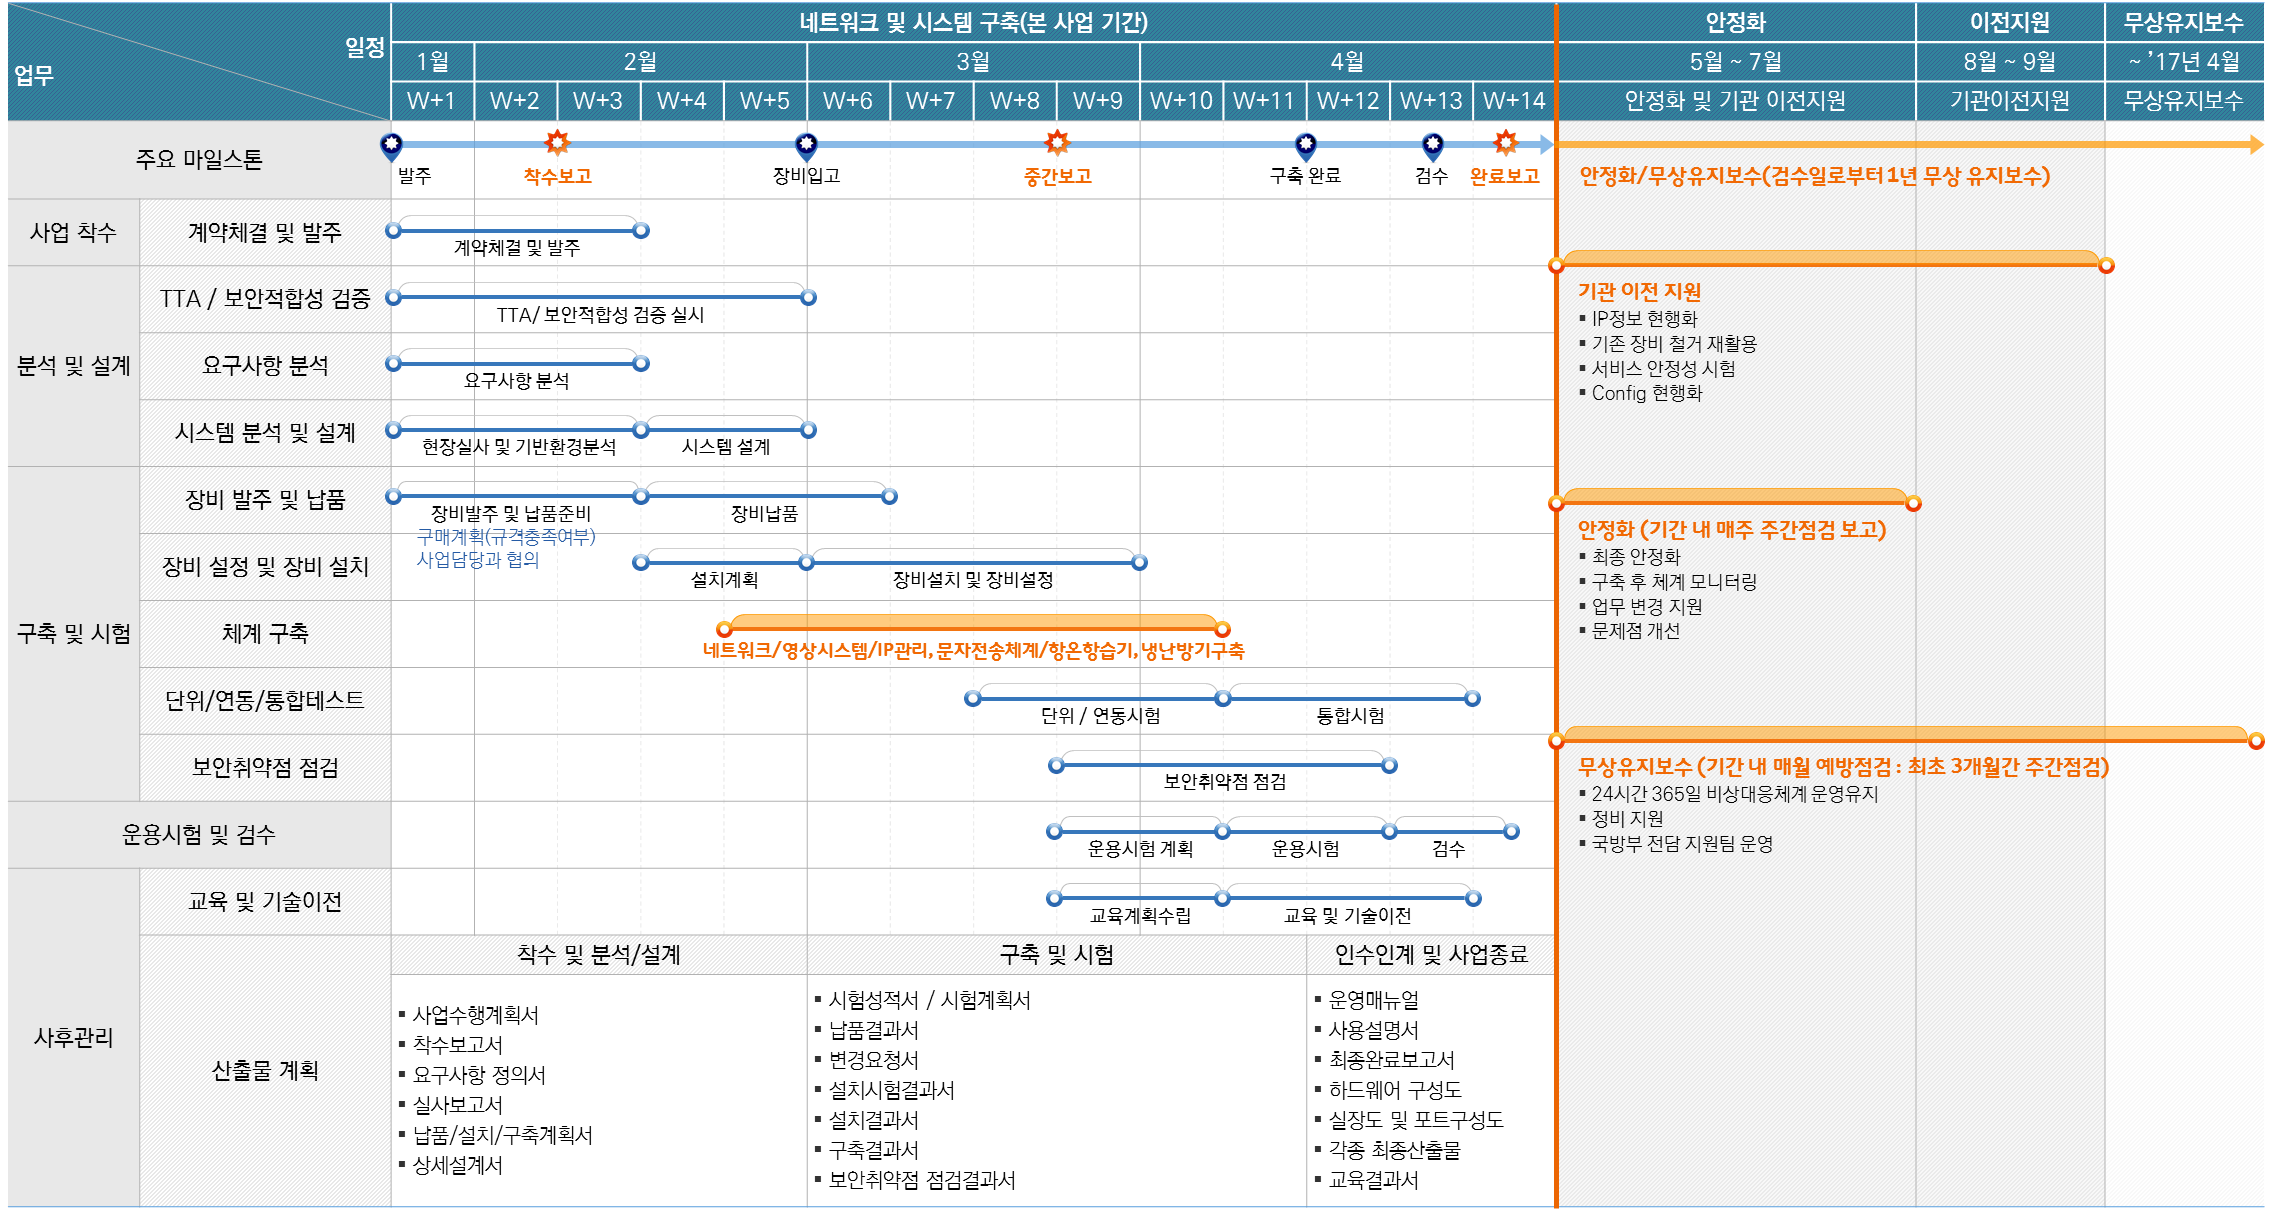 일정
업무
네트워크 및 시스템 구축(본 사업 기간)
안정화
이전지원
무상유지보수
1월
2월
3월
4월
5월 ~ 7월
8월 ~ 9월
~ ’17년 4월
W+1
W+2
W+3
W+4
W+5
W+6
W+7
W+8
W+9
W+10
W+11
W+12
W+13
W+14
안정화 및 기관 이전지원
기관이전지원
무상유지보수
주요 마일스톤
발주
착수보고
장비입고
중간보고
구축 완료
검수
완료보고
안정화/무상유지보수(검수일로부터 1년 무상 유지보수)
사업 착수
계약체결 및 발주
계약체결 및 발주
분석 및 설계
TTA / 보안적합성 검증
TTA/ 보안적합성 검증 실시
요구사항 분석
요구사항 분석
시스템 분석 및 설계
현장실사 및 기반환경분석
시스템 설계
기관 이전 지원
▪ IP정보 현행화
▪ 기존 장비 철거 재활용
▪ 서비스 안정성 시험
▪ Config 현행화
구축 및 시험
장비 발주 및 납품
장비발주 및 납품준비
구매계획(규격충족여부)
사업담당과 협의
장비납품
장비 설정 및 장비 설치
설치계획
장비설치 및 장비설정
체계 구축
네트워크/영상시스템/IP관리, 문자전송체계/항온항습기, 냉난방기구축
단위/연동/통합테스트
단위 / 연동시험
통합시험
보안취약점 점검
보안취약점 점검
안정화 (기간 내 매주 주간점검 보고)
▪ 최종 안정화
▪ 구축 후 체계 모니터링
▪ 업무 변경 지원
▪ 문제점 개선
운용시험 및 검수
운용시험 계획
운용시험
검수
무상유지보수 (기간 내 매월 예방점검 : 최초 3개월간 주간점검)
▪ 24시간 365일 비상대응체계 운영유지
▪ 정비 지원
▪ 국방부 전담 지원팀 운영
사후관리
교육 및 기술이전
교육계획수립
교육 및 기술이전
산출물 계획
착수 및 분석/설계
▪ 사업수행계획서
▪ 착수보고서
▪ 요구사항 정의서
▪ 실사보고서
▪ 납품/설치/구축계획서
▪ 상세설계서
구축 및 시험
▪ 시험성적서 / 시험계획서
▪ 납품결과서
▪ 변경요청서
▪ 설치시험결과서
▪ 설치결과서
▪ 구축결과서
▪ 보안취약점 점검결과서
인수인계 및 사업종료
▪ 운영매뉴얼
▪ 사용설명서
▪ 최종완료보고서
▪ 하드웨어 구성도
▪ 실장도 및 포트구성도
▪ 각종 최종산출물
▪ 교육결과서